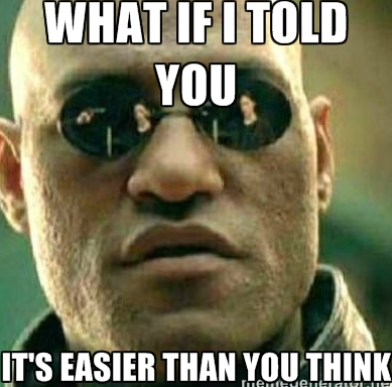 WHAT IF I TOLD
YOU
IT'S EASIER THAN YOU THINK